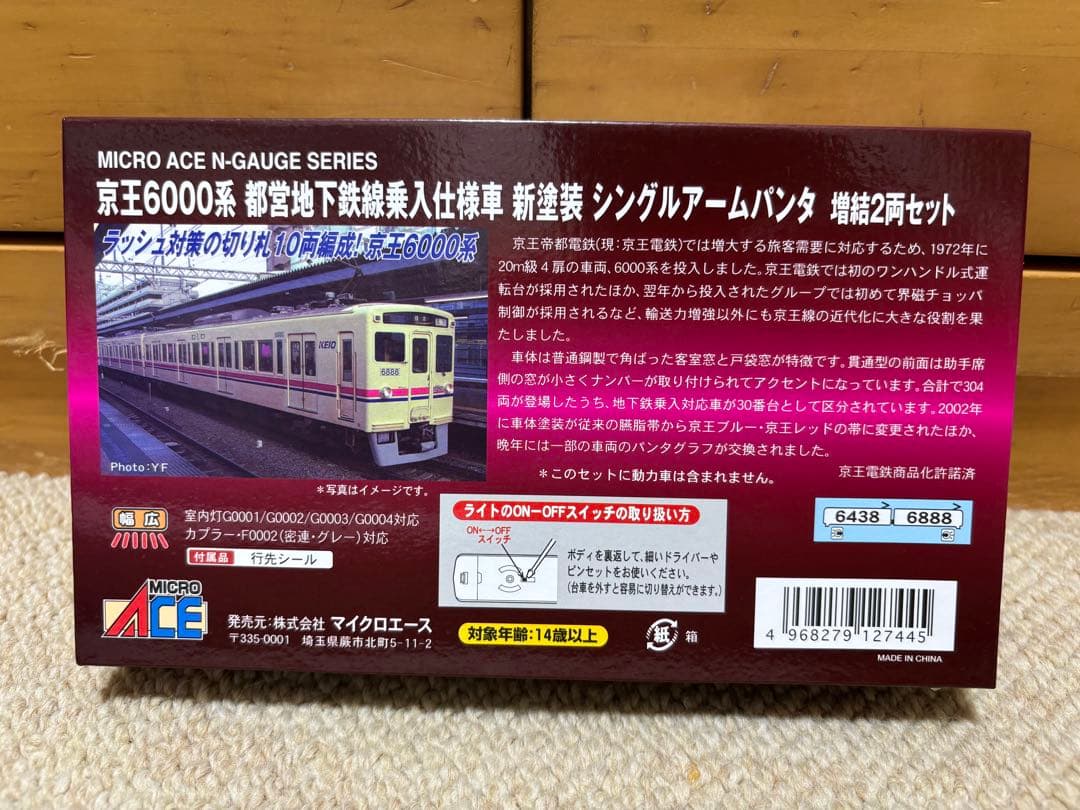 MICRO ACE N-GAUGE SERIES
京王6000系 都営地下鉄線乗入仕様車 新塗装 シングルアームパンタ 増結2両セット
ラッシュ対策の切り札 10両編成! 京王6000系
KEIO
6888
Photo:YF
*写真はイメージです。
京王帝都電鉄(現:京王電鉄)では増大する旅客需要に対応するため、1972年に
20m級4扉の車両、6000系を投入しました。京王電鉄では初のワンハンドル式運
転台が採用されたほか、翌年から投入されたグループでは初めて界磁チョッパ
制御が採用されるなど、輸送力増強以外にも京王線の近代化に大きな役割を果
たしました。
車体は普通鋼製で角ばった客室窓と戸袋窓が特徴です。貫通型の前面は助手席
側の窓が小さくナンバーが取り付けられてアクセントになっています。合計で304
両が登場したうち、地下鉄乗入対応車が30番台として区分されています。2002年
に車体塗装が従来の臙脂帯から京王ブルー・京王レッドの帯に変更されたほか、
晩年には一部の車両のパンタグラフが交換されました。
*このセットに動力車は含まれません。
京王電鉄商品化許諾済
幅広
室内灯G0001/G0002/G0003/G0004対応
カプラー・F0002(密連・グレー)対応
付属品 行先シール
ライトのON−OFFスイッチの取り扱い方
ON←→OFF
スイッチ
ボディを裏返して、細いドライバーや
ピンセットをお使いください。
(台車を外すと容易に切り替えができます。)
6438 6888
MICRO
ACE
発売元:株式会社 マイクロエース
〒335-0001 埼玉県蕨市北町5-11-2
対象年齢:14歳以上
紙 箱
4 968279 127445
MADE IN CHINA